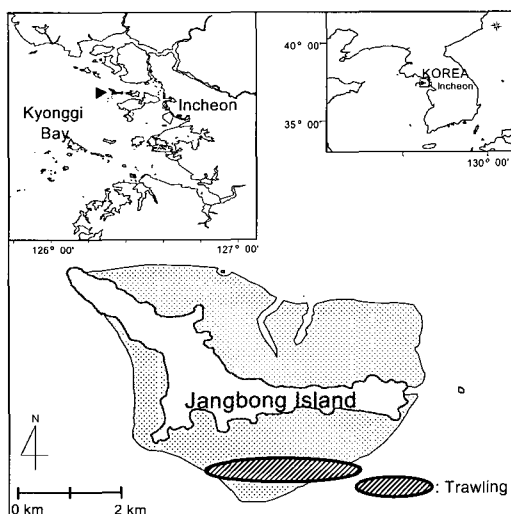 40° 00'
KOREA
Incheon
35° 00'
130° 00'
Incheon
Kyonggi
Bay
126° 00'
127° 00'
Jangbong Island
N
0 km
2 km
: Trawling